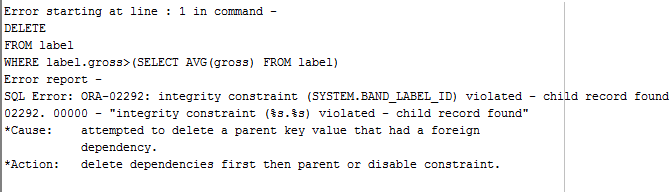 Error starting at line : 1 in command -
DELETE
FROM label
WHERE label.gross>(SELECT AVG(gross) FROM label)
Error report -
SQL Error: ORA-02292: integrity constraint (SYSTEM.BAND_LABEL_ID) violated - child record found
02292. 00000 - "integrity constraint (%s.%s) violated - child record found"
*Cause:    attempted to delete a parent key value that had a foreign
           dependency.
*Action:   delete dependencies first then parent or disable constraint.